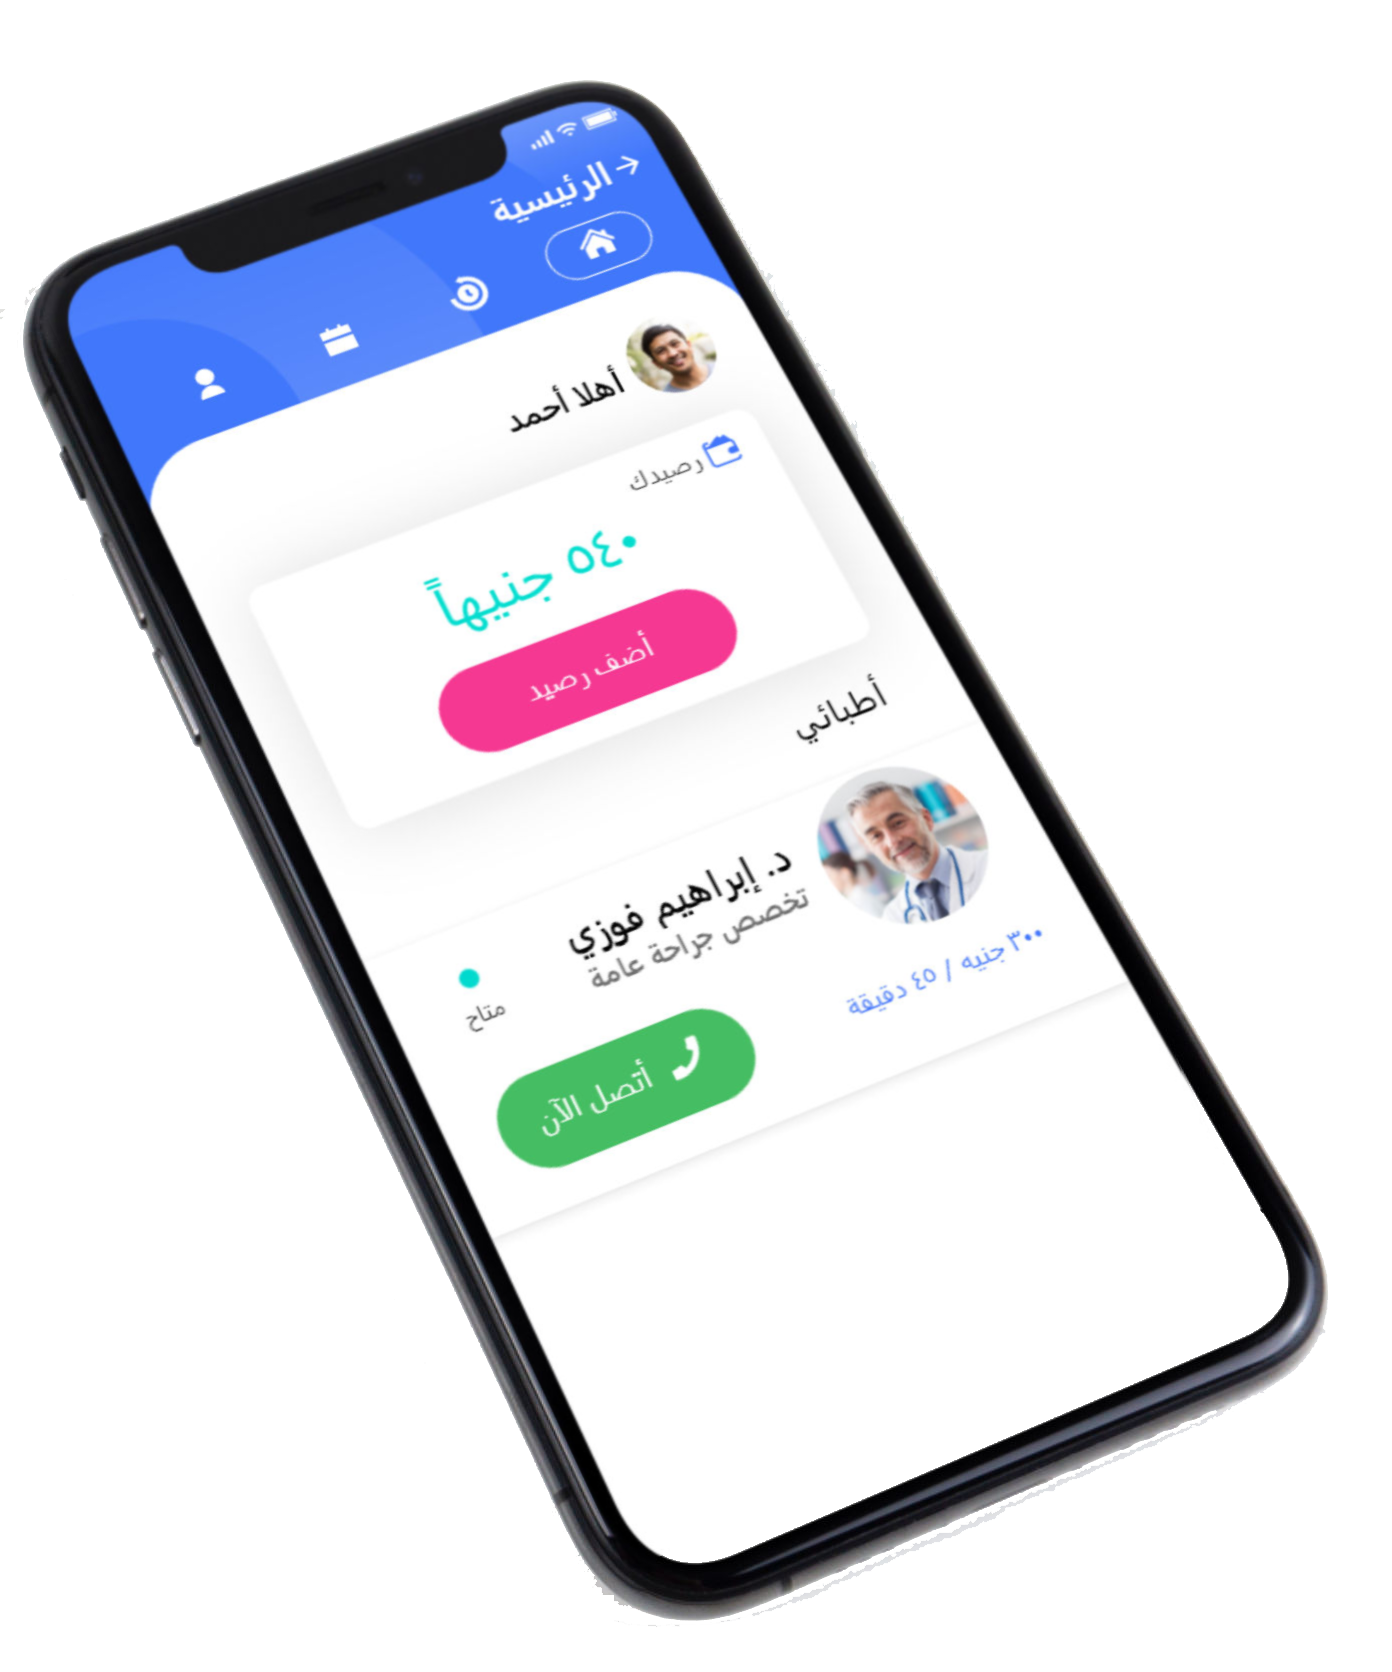 الرئيسية
أهلا أحمد
رصيدك
٥٤٠ جنيهاً
أضف رصيد
أطبائي
د. إبراهيم فوزي
تخصص جراحة عامة
متاح
٣٠٠ جنيه / ٤٥ دقيقة
أتصل الآن